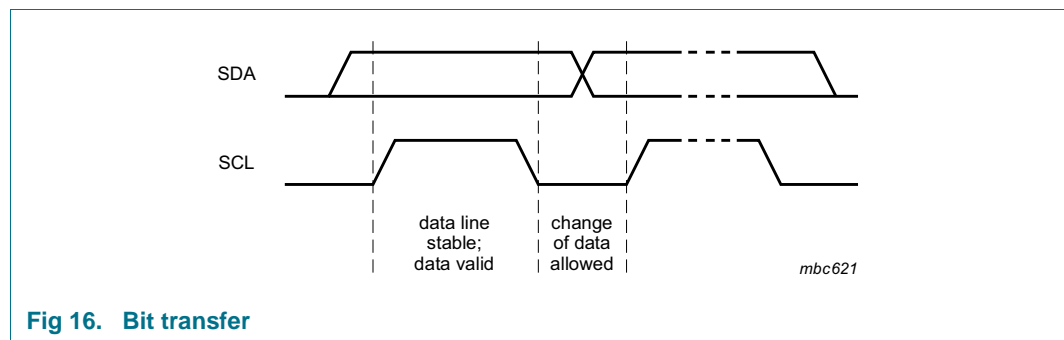 SDA
SCL
data line
stable;
data valid
change
of data
allowed
mbc621
Fig 16. Bit transfer